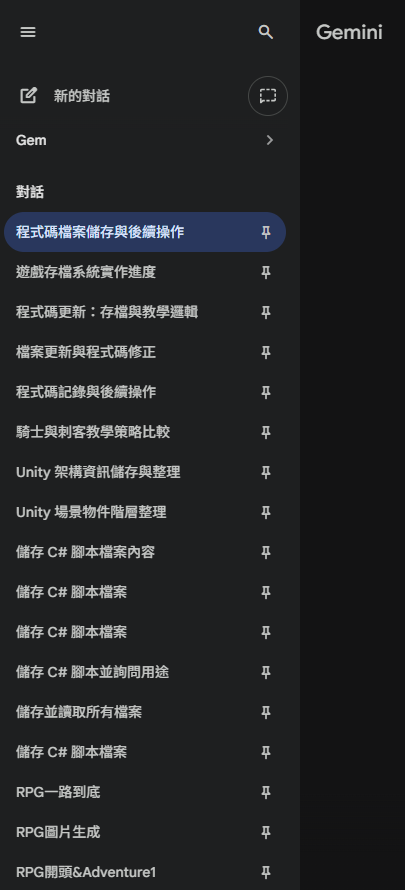 Gemini
新的對話
Gem
對話
程式碼檔案儲存與後續操作
遊戲存檔系統實作進度
程式碼更新：存檔與教學邏輯
檔案更新與程式碼修正
程式碼記錄與後續操作
騎士與刺客教學策略比較
Unity 架構資訊儲存與整理
Unity 場景物件階層整理
儲存 C# 腳本檔案內容
儲存 C# 腳本檔案
儲存 C# 腳本檔案
儲存 C# 腳本並詢問用途
儲存並讀取所有檔案
儲存 C# 腳本檔案
RPG一路到底
RPG圖片生成
RPG開頭&Adventure1